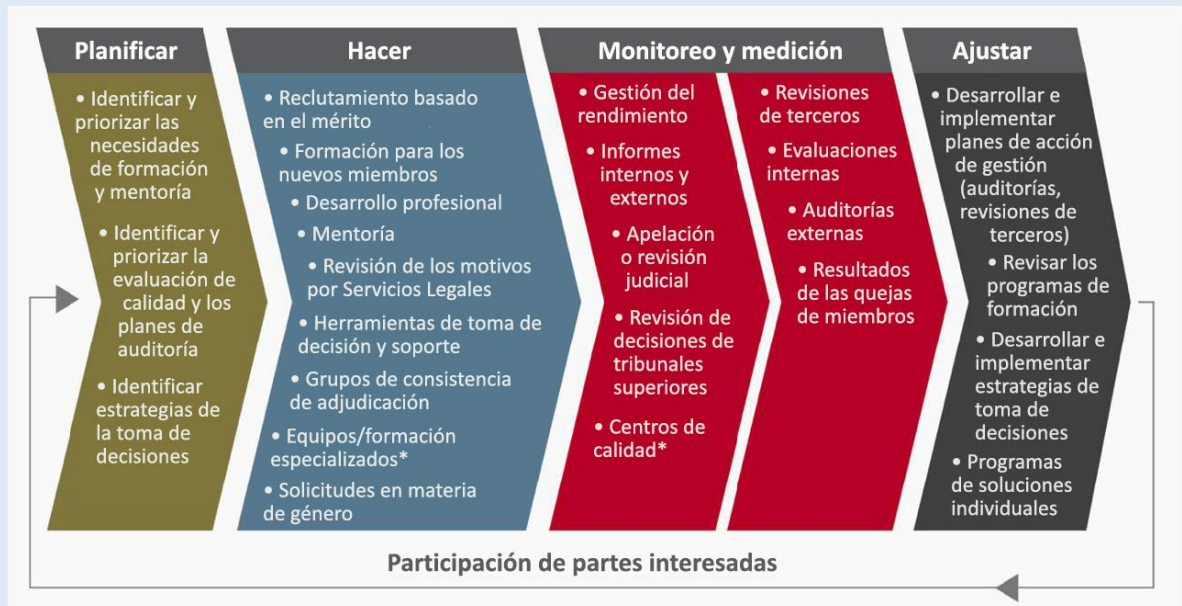 Planificar
• Identificar y
priorizar las
necesidades
de formación
y mentoría
• Identificar y
priorizar la
evaluación de
calidad y los
planes de
auditoría
• Identificar
estrategias de
la toma de
decisiones
Hacer
• Reclutamiento basado
en el mérito
• Formación para los
nuevos miembros
• Desarrollo profesional
• Mentoría
• Revisión de los motivos
por Servicios Legales
• Herramientas de toma de
decisión y soporte
• Grupos de consistencia
de adjudicación
• Equipos/formación
especializados*
• Solicitudes en materia
de género
Monitoreo y medición
• Gestión del
rendimiento
• Informes
internos y
externos
• Apelación
o revisión
judicial
• Revisión de
decisiones de
tribunales
superiores
• Centros de
calidad*
• Revisiones
de terceros
• Evaluaciones
internas
• Auditorías
externas
• Resultados
de las quejas
de miembros
Ajustar
• Desarrollar e
implementar
planes de acción
de gestión
(auditorías,
revisiones de
terceros)
• Revisar los
programas de
formación
• Desarrollar e
implementar
estrategias de
toma de
decisiones
• Programas
de soluciones
individuales
Participación de partes interesadas